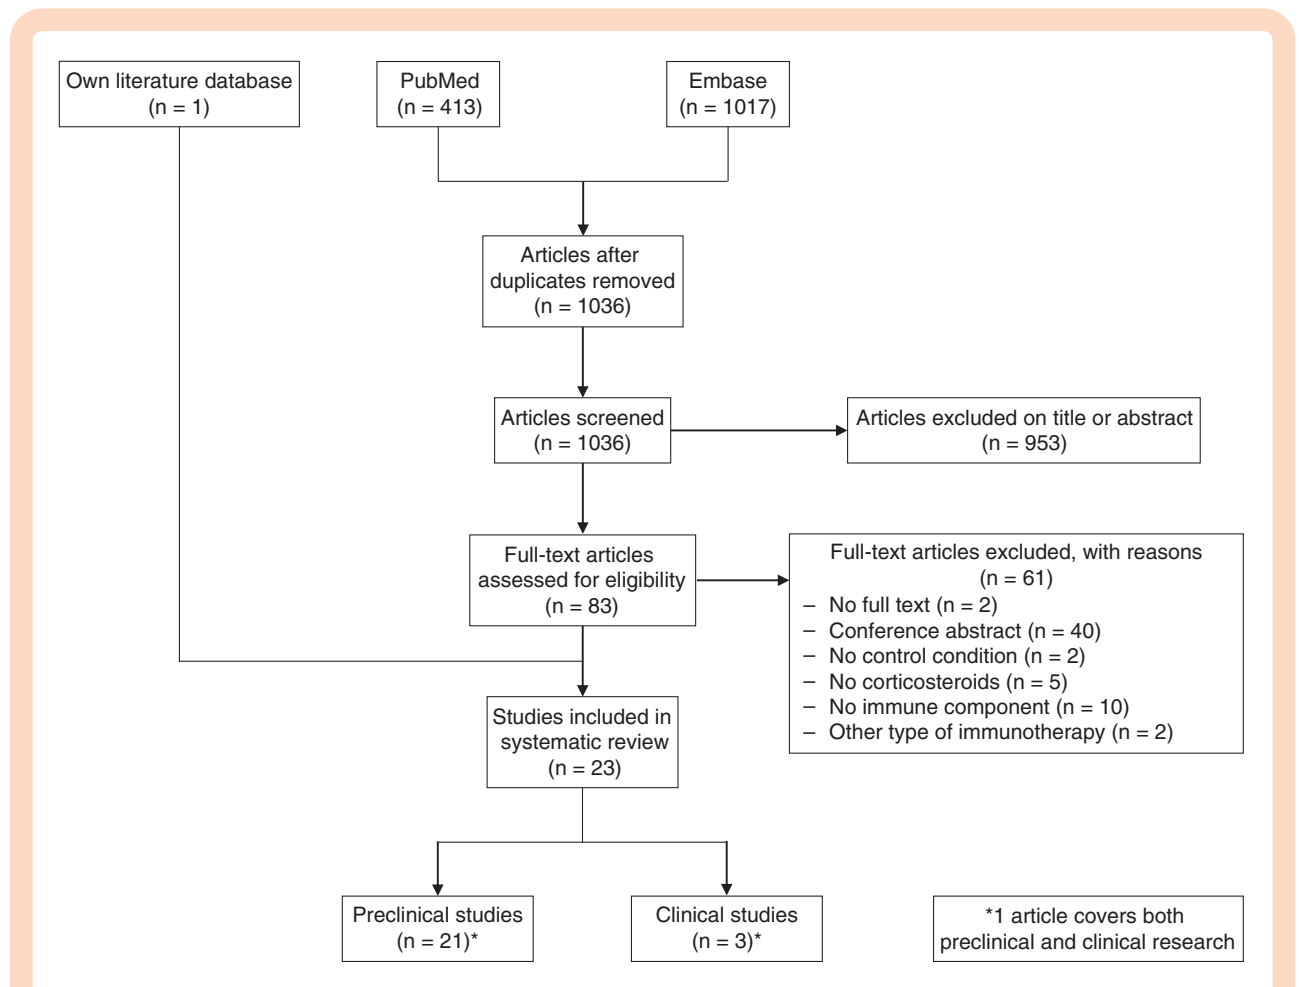 Own literature database
(n = 1)
PubMed
(n = 413)
Embase
(n = 1017)
Articles after
duplicates removed
(n = 1036)
Articles screened
(n = 1036)
Articles excluded on title or abstract
(n = 953)
Full-text articles
assessed for eligibility
(n = 83)
Full-text articles excluded, with reasons
(n = 61)
– No full text (n = 2)
– Conference abstract (n = 40)
– No control condition (n = 2)
– No corticosteroids (n = 5)
– No immune component (n = 10)
– Other type of immunotherapy (n = 2)
Studies included in
systematic review
(n = 23)
Preclinical studies
(n = 21)*
Clinical studies
(n = 3)*
*1 article covers both
preclinical and clinical research